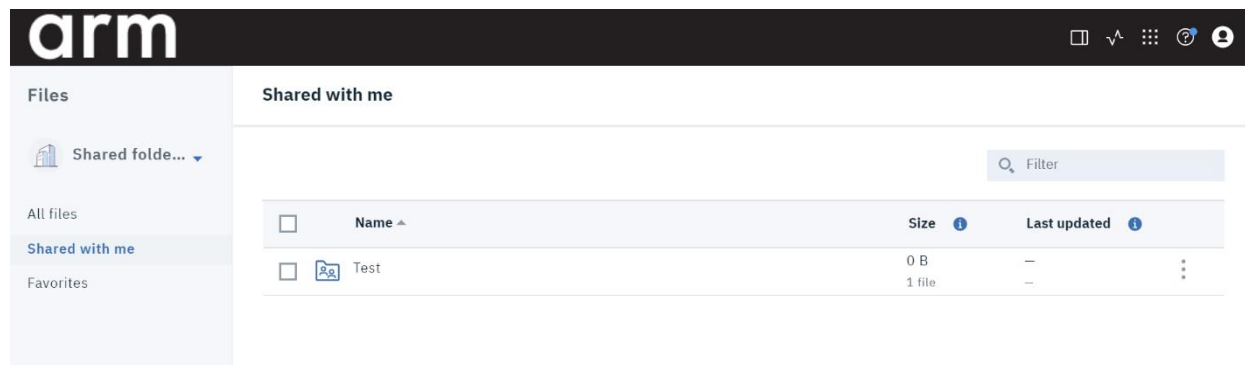 arm
Files
Shared with me
Shared folde...
Filter
All files
Shared with me
Favorites
Name Size Last updated
Test 0 B —
1 file —